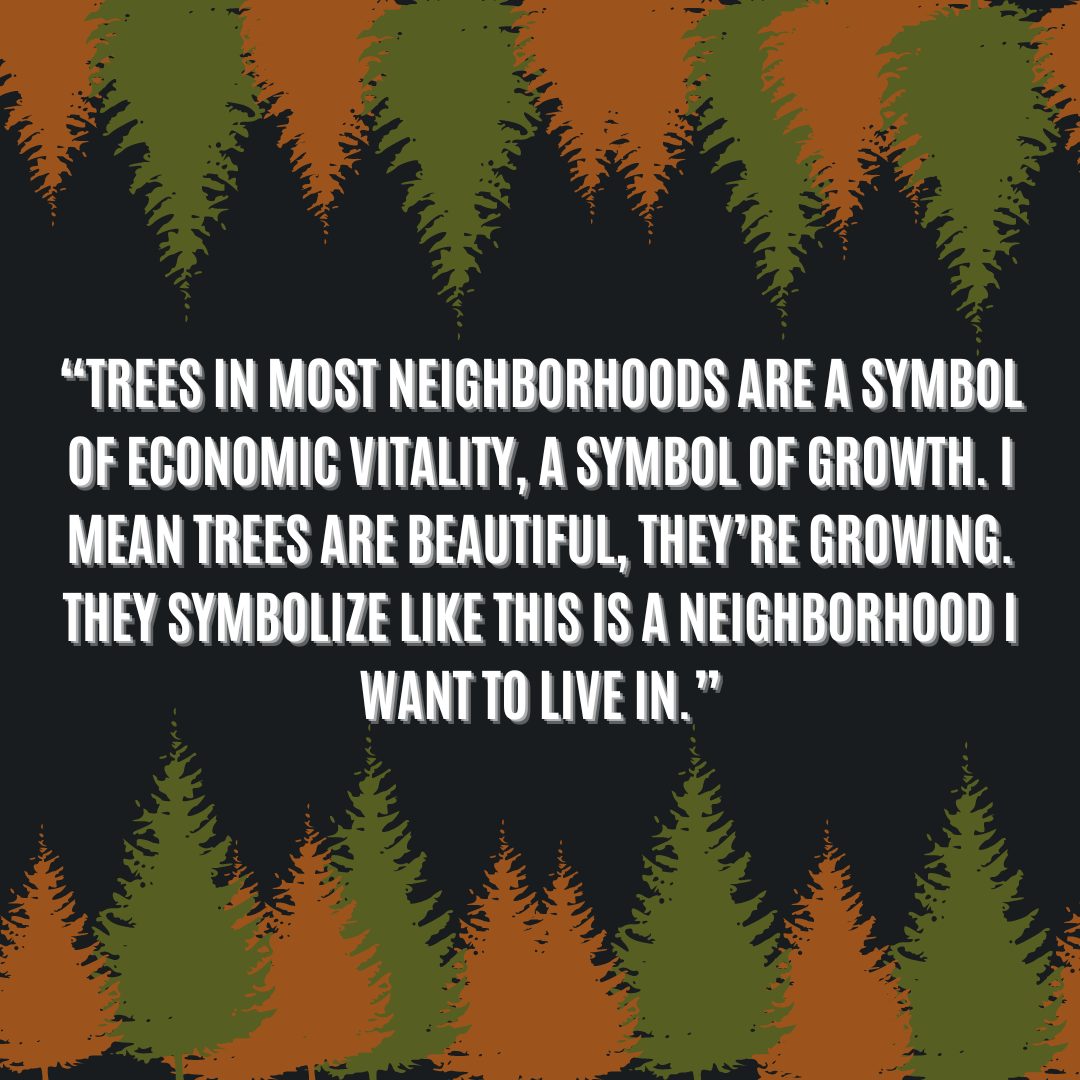 “TREES IN MOST NEIGHBORHOODS ARE A SYMBOL
OF ECONOMIC VITALITY, A SYMBOL OF GROWTH. I
MEAN TREES ARE BEAUTIFUL, THEY’RE GROWING.
THEY SYMBOLIZE LIKE THIS IS A NEIGHBORHOOD I
WANT TO LIVE IN.”